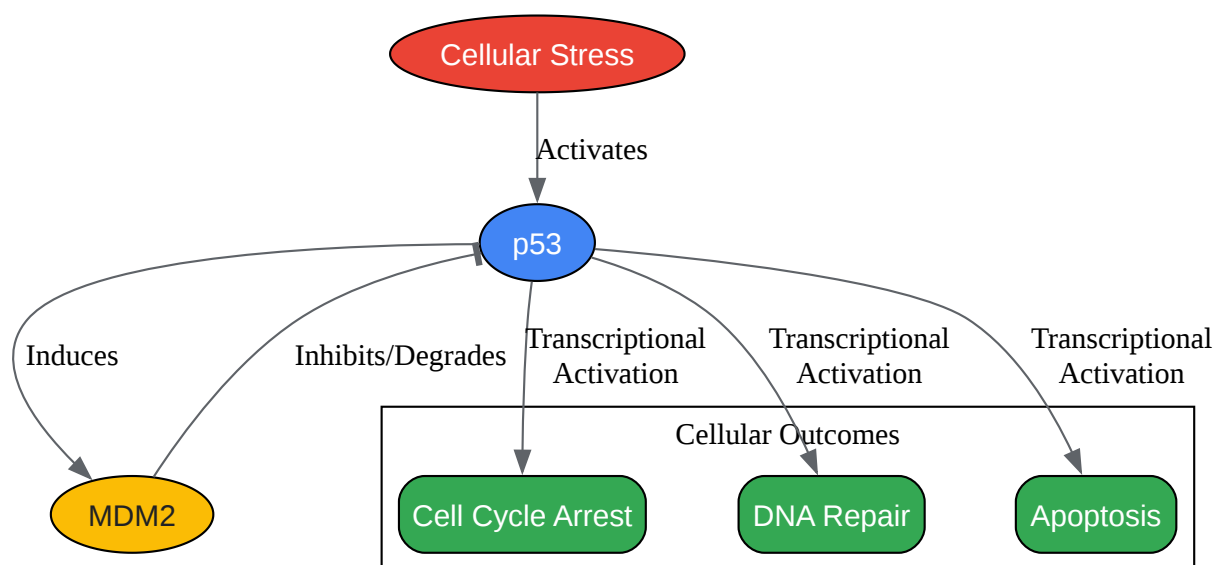 Cellular Stress
Activates
p53
Induces
Inhibits/Degrades
Transcriptional
Activation
Transcriptional
Activation
Transcriptional
Activation
Cellular Outcomes
MDM2
Cell Cycle Arrest
DNA Repair
Apoptosis